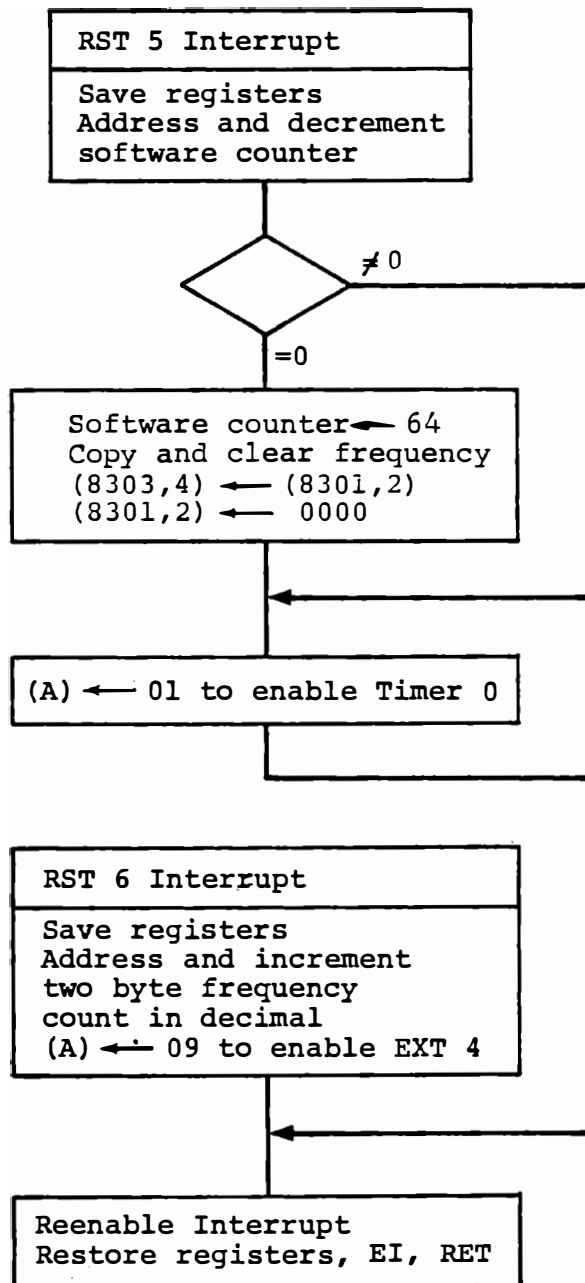 RST 5 Interrupt
Save registers
Address and decrement
software counter
≠ 0
=0
Software counter ← 64
Copy and clear frequency
(8303,4) ← (8301,2)
(8301,2) ← 0000
(A) ← 01 to enable Timer 0
RST 6 Interrupt
Save registers
Address and increment
two byte frequency
count in decimal
(A) ← 09 to enable EXT 4
Reenable Interrupt
Restore registers, EI, RET